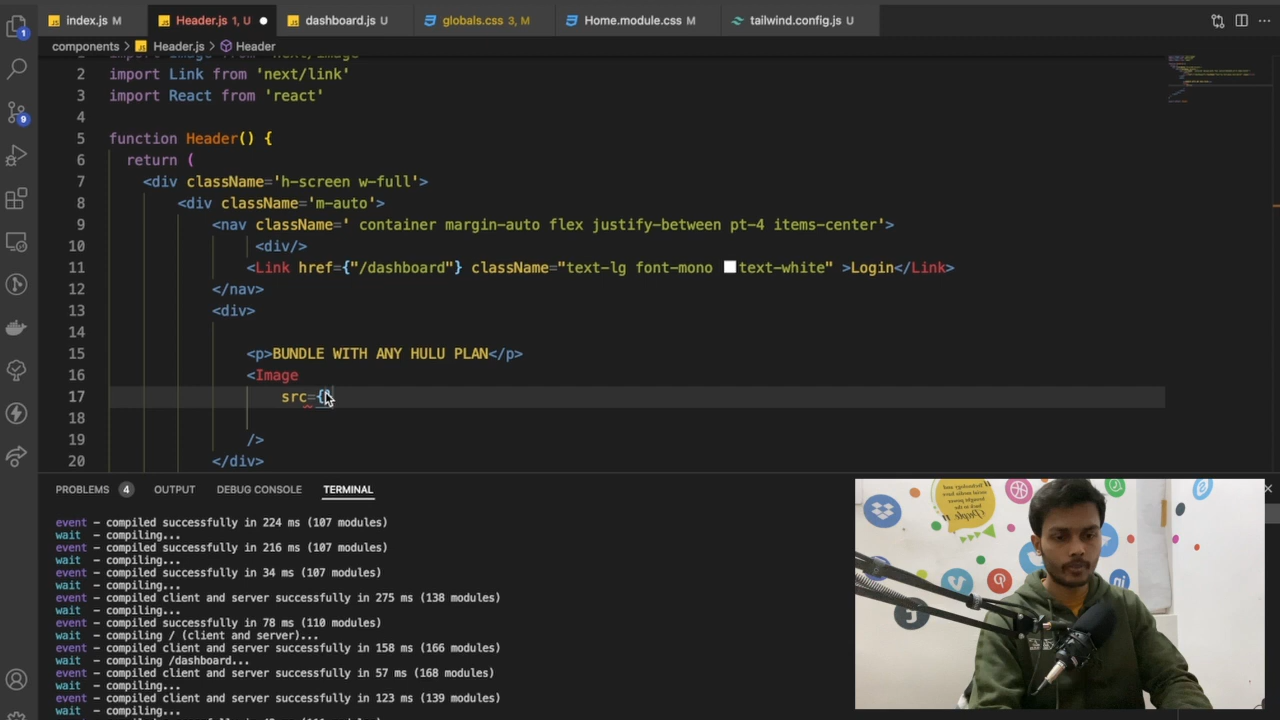 index.js M
Header.js 1, U
dashboard.js U
globals.css 3, M
Home.module.css M
tailwind.config.js U
components > Header.js > Header
1 import Image from 'next/image'
2 import Link from 'next/link'
3 import React from 'react'
4
5 function Header() {
6 return (
7 <div className='h-screen w-full'>
8 <div className='m-auto'>
9 <nav className=' container margin-auto flex justify-between pt-4 items-center'>
10 <div/>
11 <Link href={"/dashboard"} className="text-lg font-mono text-white" >Login</Link>
12 </nav>
13 <div>
14
15 <p>BUNDLE WITH ANY HULU PLAN</p>
16 <Image
17 src={}
18
19 />
20 </div>
1
9
PROBLEMS 4 OUTPUT DEBUG CONSOLE TERMINAL
event - compiled successfully in 224 ms (107 modules)
wait - compiling...
event - compiled successfully in 216 ms (107 modules)
wait - compiling...
event - compiled successfully in 34 ms (107 modules)
wait - compiling...
event - compiled client and server successfully in 275 ms (138 modules)
wait - compiling...
event - compiled successfully in 78 ms (110 modules)
wait - compiling / (client and server)...
event - compiled client and server successfully in 158 ms (166 modules)
wait - compiling /dashboard...
event - compiled client and server successfully in 57 ms (168 modules)
wait - compiling...
event - compiled client and server successfully in 123 ms (139 modules)
wait - compiling...